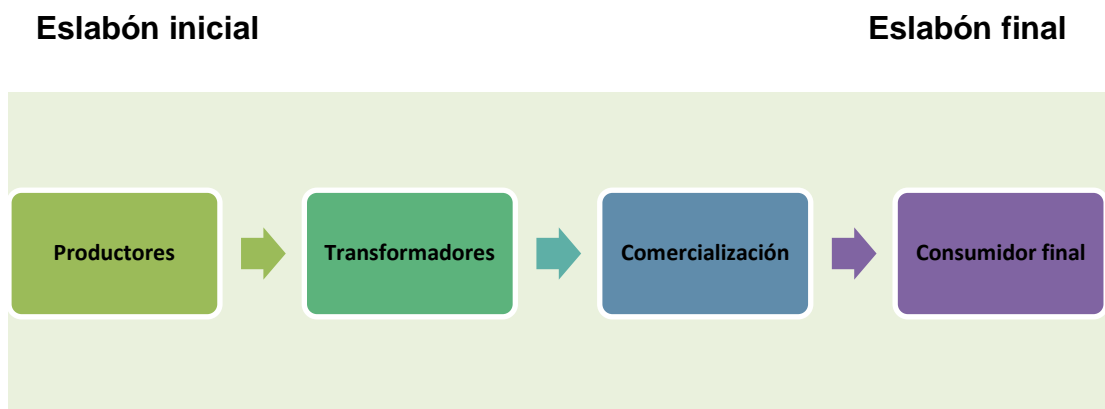 Eslabón inicial
Eslabón final
Productores
Transformadores
Comercialización
Consumidor final